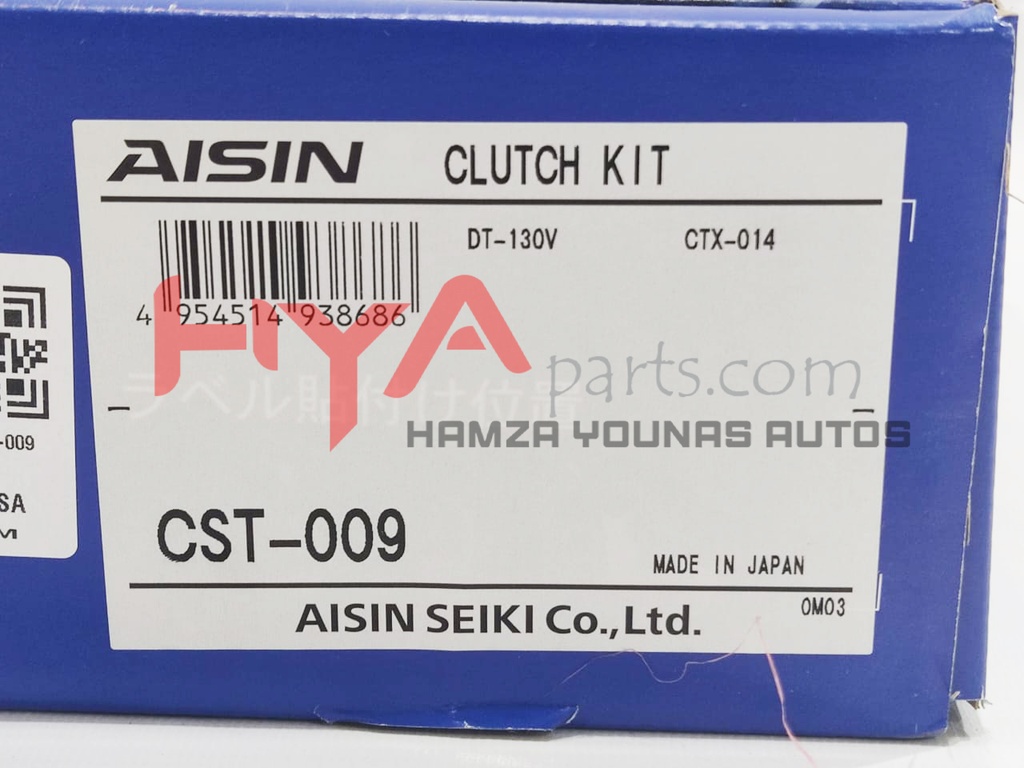 AISIN CLUTCH KIT
DT-130V CTX-014
4 954514 938686
HYA parts.com
ラベル貼付け位置
HAMZA YOUNAS AUTOS
-009
SA
M
CST-009
MADE IN JAPAN
AISIN SEIKI Co.,Ltd.
0M03